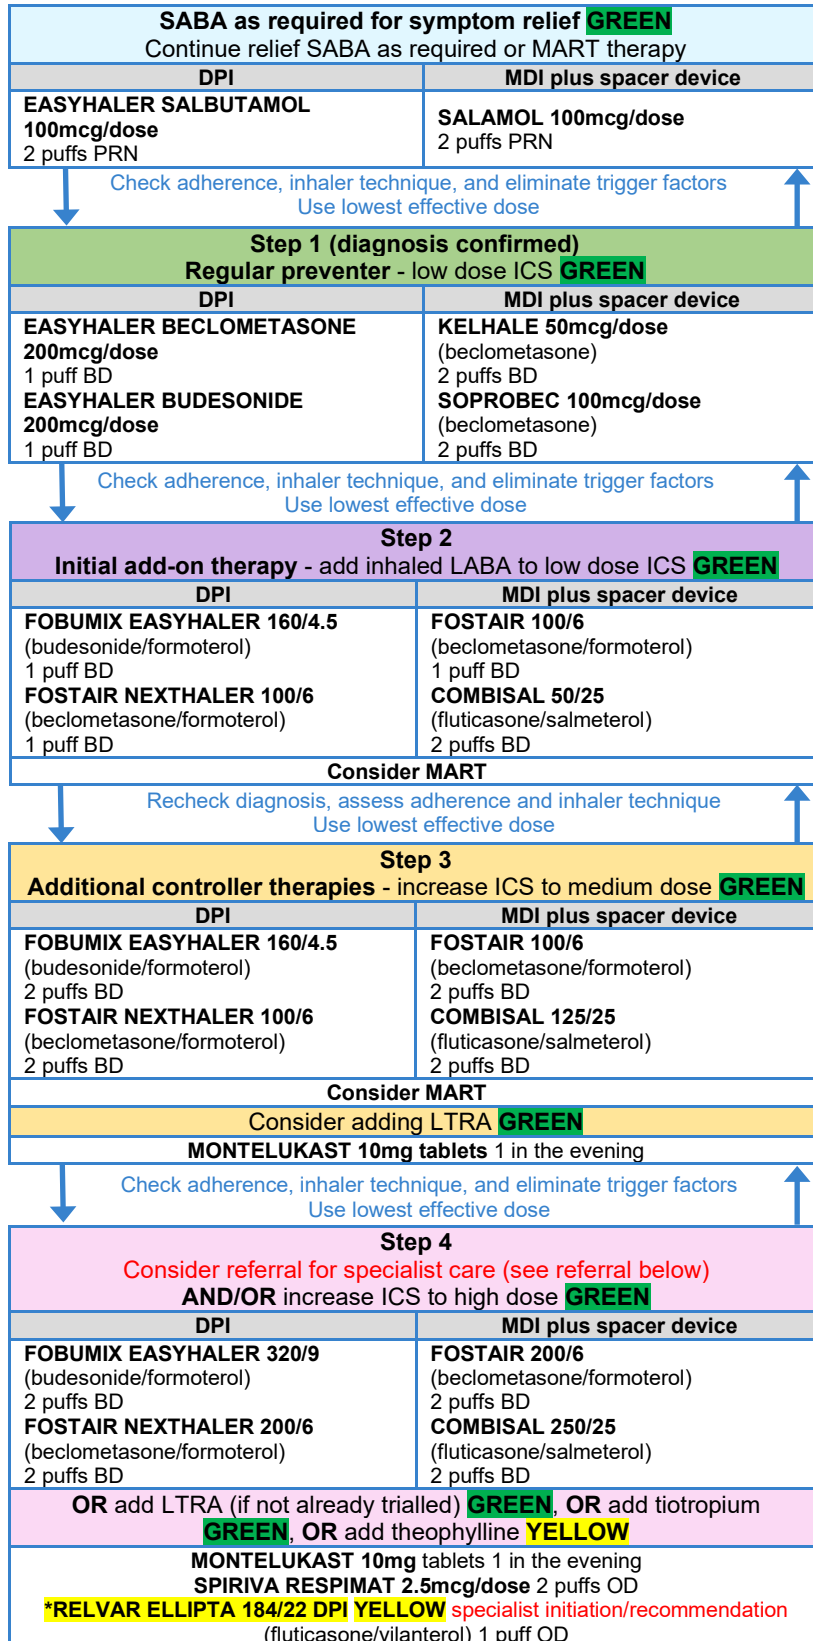 SABA as required for symptom relief GREEN
Continue relief SABA as required or MART therapy
DPI
MDI plus spacer device
EASYHALER SALBUTAMOL
100mcg/dose
2 puffs PRN
SALAMOL 100mcg/dose
2 puffs PRN
Check adherence, inhaler technique, and eliminate trigger factors
Use lowest effective dose
Step 1 (diagnosis confirmed)
Regular preventer - low dose ICS GREEN
DPI
MDI plus spacer device
EASYHALER BECLOMETASONE
200mcg/dose
1 puff BD
EASYHALER BUDESONIDE
200mcg/dose
1 puff BD
KELHALE 50mcg/dose
(beclometasone)
2 puffs BD
SOPROBEC 100mcg/dose
(beclometasone)
2 puffs BD
Check adherence, inhaler technique, and eliminate trigger factors
Use lowest effective dose
Step 2
Initial add-on therapy - add inhaled LABA to low dose ICS GREEN
DPI
MDI plus spacer device
FOBUMIX EASYHALER 160/4.5
(budesonide/formoterol)
1 puff BD
FOSTAIR NEXTHALER 100/6
(beclometasone/formoterol)
1 puff BD
FOSTAIR 100/6
(beclometasone/formoterol)
1 puff BD
COMBISAL 50/25
(fluticasone/salmeterol)
2 puffs BD
Consider MART
Recheck diagnosis, assess adherence and inhaler technique
Use lowest effective dose
Step 3
Additional controller therapies - increase ICS to medium dose GREEN
DPI
MDI plus spacer device
FOBUMIX EASYHALER 160/4.5
(budesonide/formoterol)
2 puffs BD
FOSTAIR NEXTHALER 100/6
(beclometasone/formoterol)
2 puffs BD
FOSTAIR 100/6
(beclometasone/formoterol)
2 puffs BD
COMBISAL 125/25
(fluticasone/salmeterol)
2 puffs BD
Consider MART
Consider adding LTRA GREEN
MONTELUKAST 10mg tablets 1 in the evening
Check adherence, inhaler technique, and eliminate trigger factors
Use lowest effective dose
Step 4
Consider referral for specialist care (see referral below)
AND/OR increase ICS to high dose GREEN
DPI
MDI plus spacer device
FOBUMIX EASYHALER 320/9
(budesonide/formoterol)
2 puffs BD
FOSTAIR NEXTHALER 200/6
(beclometasone/formoterol)
2 puffs BD
FOSTAIR 200/6
(beclometasone/formoterol)
2 puffs BD
COMBISAL 250/25
(fluticasone/salmeterol)
2 puffs BD
OR add LTRA (if not already trialled) GREEN, OR add tiotropium
GREEN, OR add theophylline YELLOW
MONTELUKAST 10mg tablets 1 in the evening
SPIRIVA RESPIMAT 2.5mcg/dose 2 puffs OD
*RELVAR ELLIPTA 184/22 DPI YELLOW specialist initiation/recommendation
(fluticasone/vilanterol) 1 puff OD